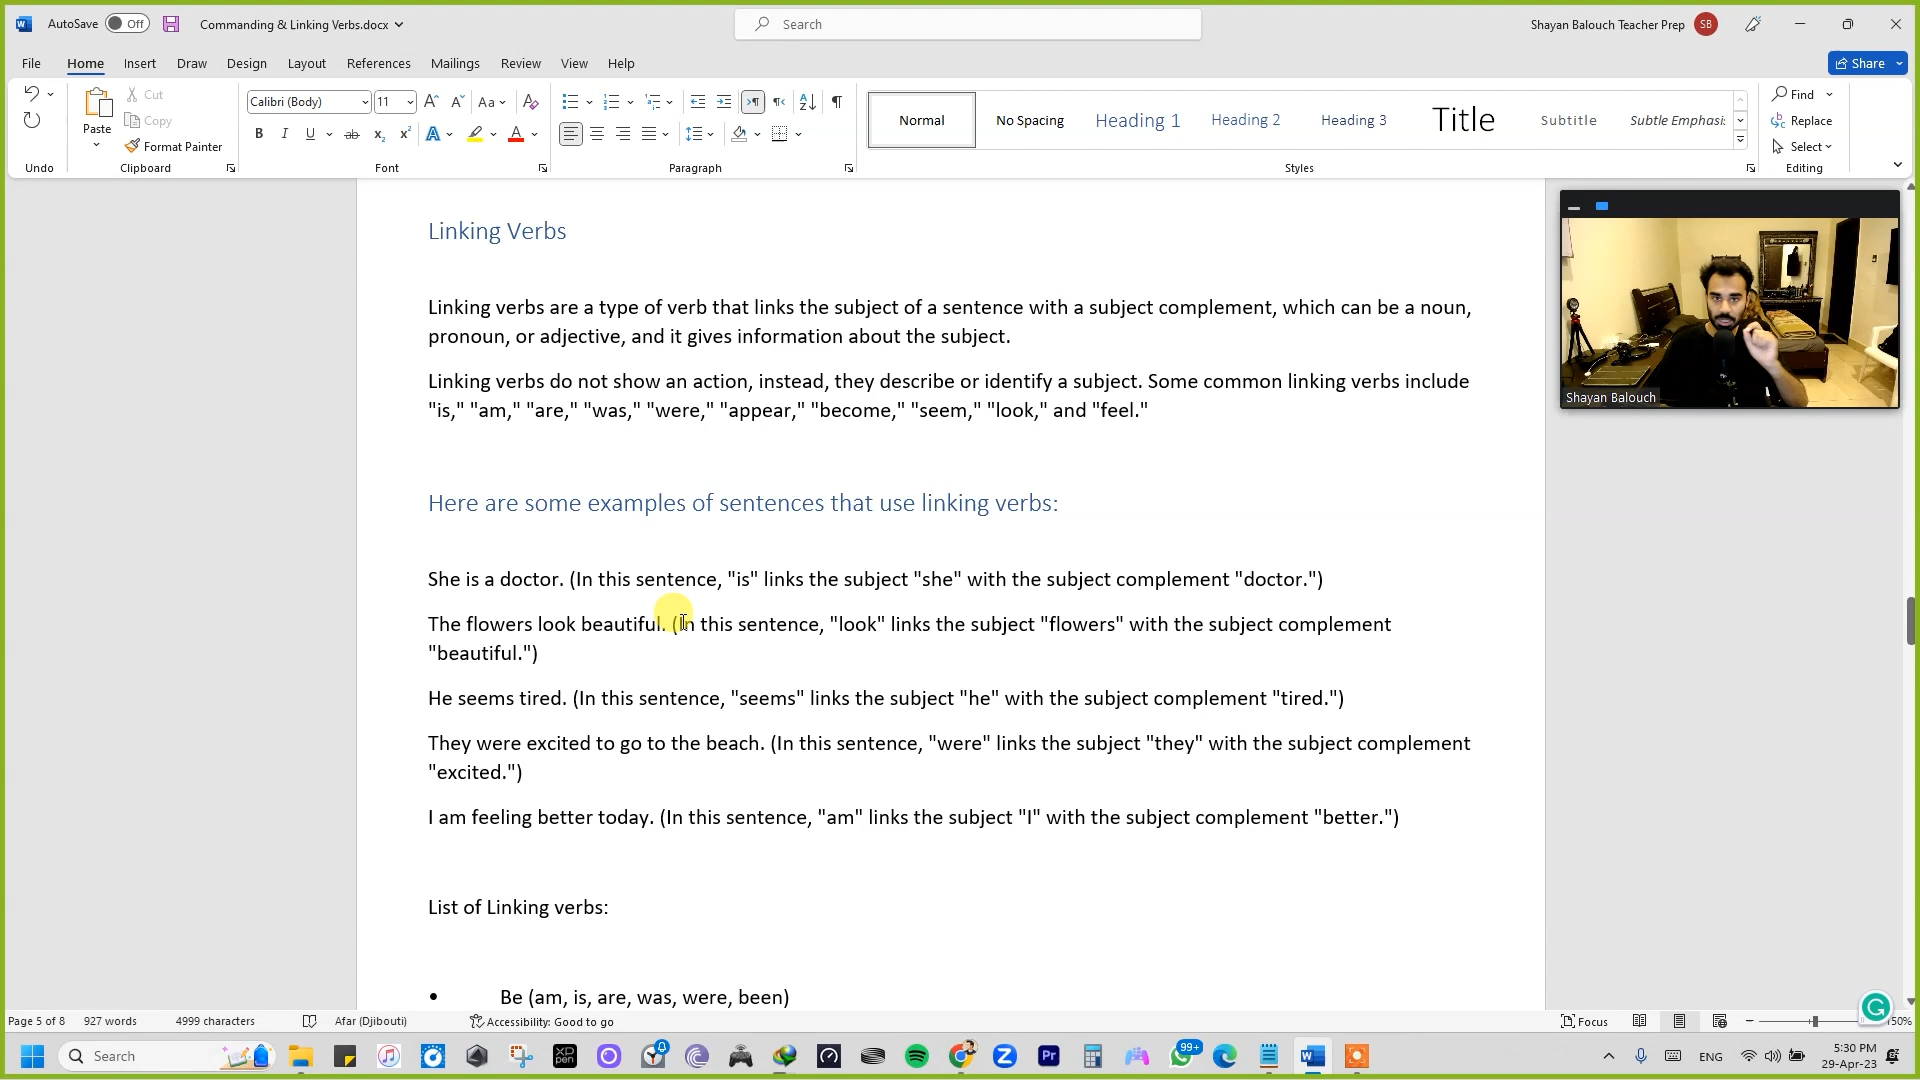 AutoSave Off Commanding & Linking Verbs.docx Search Shayan Balouch Teacher Prep SB
File Home Insert Draw Design Layout References Mailings Review View Help Share
Calibri (Body) 11 Aa
Paste Cut Copy Format Painter
Normal No Spacing Heading 1 Heading 2 Heading 3 Title Subtitle Subtle Emphasis
Find Replace Select
Undo Clipboard Font Paragraph Styles Editing
Linking Verbs
Linking verbs are a type of verb that links the subject of a sentence with a subject complement, which can be a noun,
pronoun, or adjective, and it gives information about the subject.
Linking verbs do not show an action, instead, they describe or identify a subject. Some common linking verbs include
"is," "am," "are," "was," "were," "appear," "become," "seem," "look," and "feel."
Shayan Balouch
Here are some examples of sentences that use linking verbs:
She is a doctor. (In this sentence, "is" links the subject "she" with the subject complement "doctor.")
The flowers look beautiful. (In this sentence, "look" links the subject "flowers" with the subject complement
"beautiful.")
He seems tired. (In this sentence, "seems" links the subject "he" with the subject complement "tired.")
They were excited to go to the beach. (In this sentence, "were" links the subject "they" with the subject complement
"excited.")
I am feeling better today. (In this sentence, "am" links the subject "I" with the subject complement "better.")
List of Linking verbs:
• Be (am, is, are, was, were, been)
Page 5 of 8 927 words 4999 characters Afar (Djibouti) Accessibility: Good to go Focus 150%
Search 99+ ENG 5:30 PM
29-Apr-23